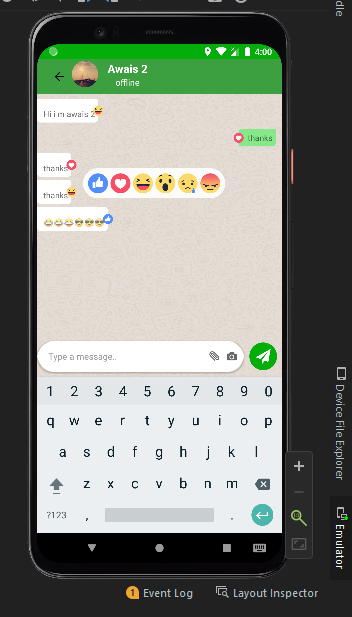 dle
4:00
Awais 2
offline
Hi i m awais 2
thanks
thanks
thanks
Type a message..
1 2 3 4 5 6 7 8 9 0
q w e r t y u i o p
a s d f g h j k l
z x c v b n m
?123 , .
Device File Explorer
Emulator
Event Log
Layout Inspector